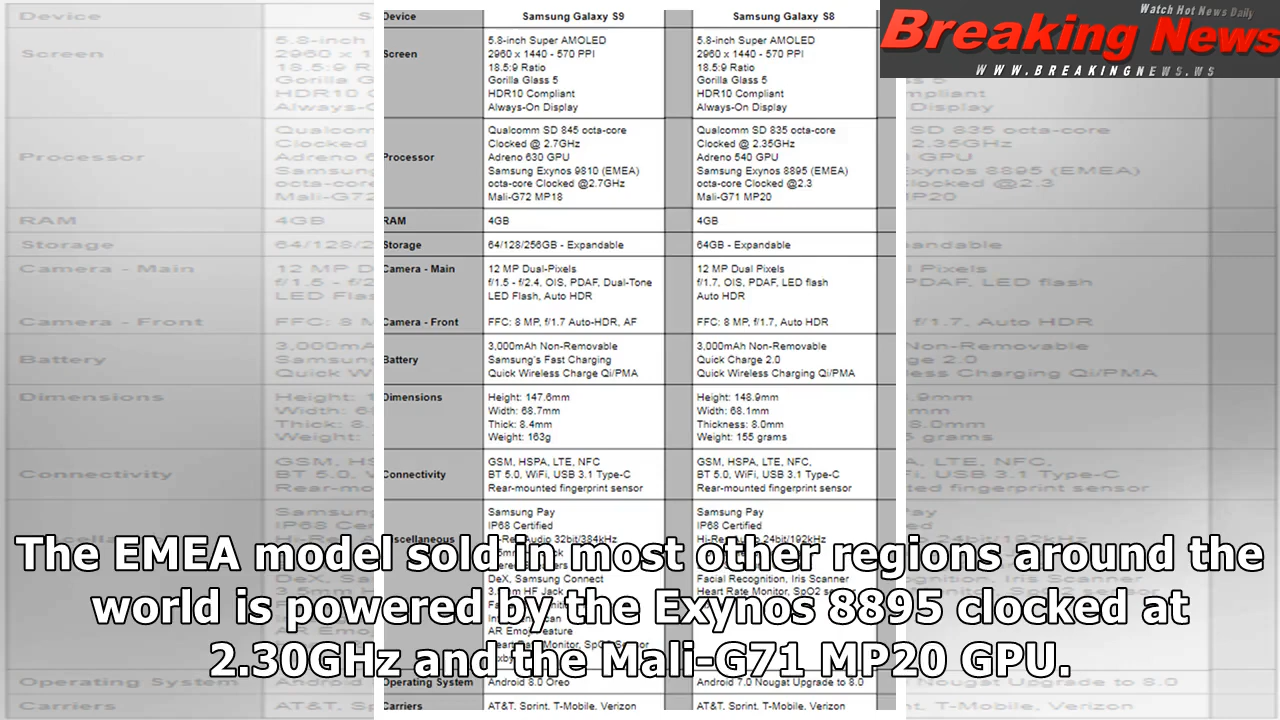 Watch Hot News Daily
Breaking News
WWW.BREAKINGNEWS.WS
Device Samsung Galaxy S9 Samsung Galaxy S8
Screen
5.8-inch Super AMOLED
2960 x 1440 - 570 PPI
18.5:9 Ratio
Gorilla Glass 5
HDR10 Compliant
Always-On Display
5.8-inch Super AMOLED
2960 x 1440 - 570 PPI
18.5:9 Ratio
Gorilla Glass 5
HDR10 Compliant
Always-On Display
Processor
Qualcomm SD 845 octa-core
Clocked @ 2.7GHz
Adreno 630 GPU
Samsung Exynos 9810 (EMEA)
octa-core Clocked @2.7GHz
Mali-G72 MP18
Qualcomm SD 835 octa-core
Clocked @ 2.35GHz
Adreno 540 GPU
Samsung Exynos 8895 (EMEA)
octa-core Clocked @2.3
Mali-G71 MP20
RAM 4GB 4GB
Storage 64/128/256GB - Expandable 64GB - Expandable
Camera - Main
12 MP Dual-Pixels
f/1.5 - f/2.4, OIS, PDAF, Dual-Tone
LED Flash, Auto HDR
12 MP Dual Pixels
f/1.7, OIS, PDAF, LED flash
Auto HDR
Camera - Front FFC: 8 MP, f/1.7 Auto-HDR, AF FFC: 8 MP, f/1.7, Auto HDR
Battery
3,000mAh Non-Removable
Samsung's Fast Charging
Quick Wireless Charge Qi/PMA
3,000mAh Non-Removable
Quick Charge 2.0
Quick Wireless Charging Qi/PMA
Dimensions
Height: 147.6mm
Width: 68.7mm
Thick: 8.4mm
Weight: 163g
Height: 148.9mm
Width: 68.1mm
Thickness: 8.0mm
Weight: 155 grams
Connectivity
GSM, HSPA, LTE, NFC
BT 5.0, WiFi, USB 3.1 Type-C
Rear-mounted fingerprint sensor
GSM, HSPA, LTE, NFC,
BT 5.0, WiFi, USB 3.1 Type-C
Rear-mounted fingerprint sensor
Samsung Pay
IP68 Certified
DeX, Samsung Connect
Samsung Pay
IP68 Certified
Facial Recognition, Iris Scanner
The EMEA model sold in most other regions around the
world is powered by the Exynos 8895 clocked at
2.30GHz and the Mali-G71 MP20 GPU.
Operating System Android 8.0 Oreo Android 7.0 Nougat Upgrade to 8.0
Carriers AT&T, Sprint, T-Mobile, Verizon AT&T, Sprint, T-Mobile, Verizon